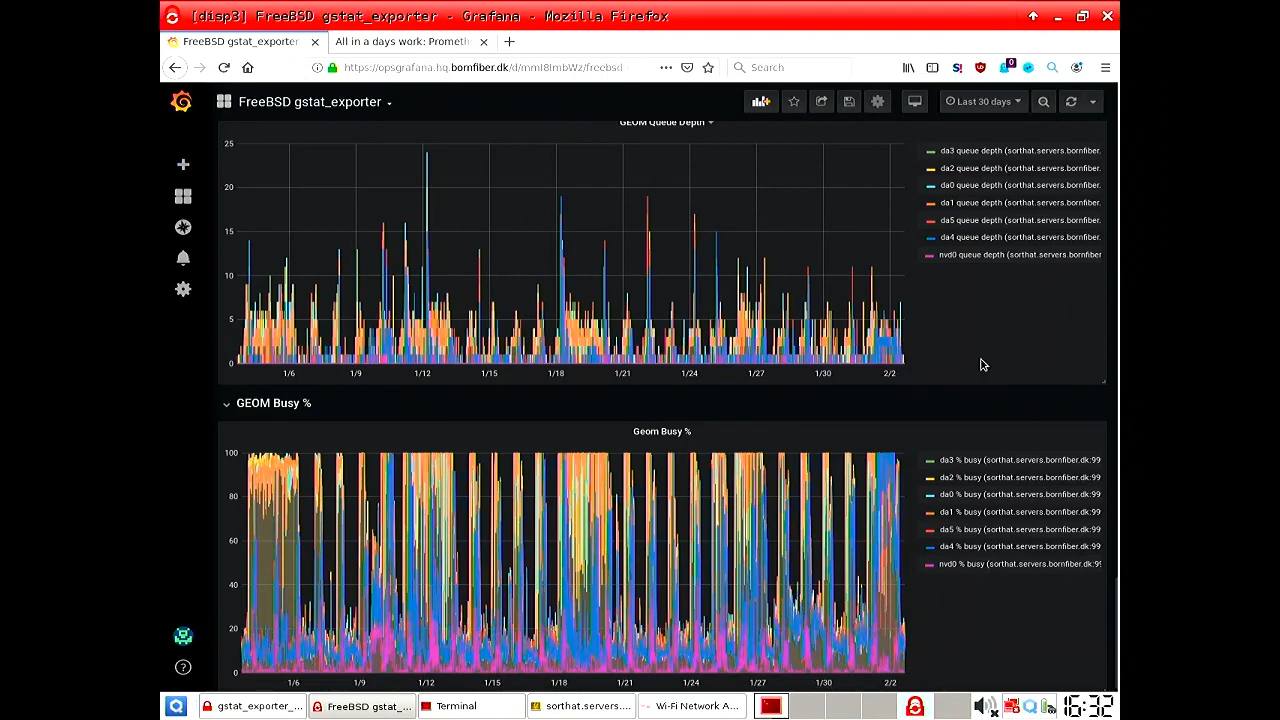 [disp3] FreeBSD gstat_exporter - Grafana - Mozilla Firefox
FreeBSD gstat_exporter
All in a days work: Prometh
https://opsgrafana.hq.bornfiber.dk/d/mmI8ImbWz/freebsd
Search
0
FreeBSD gstat_exporter
Last 30 days
GEOM Queue Depth
25
20
15
10
5
0
1/6 1/9 1/12 1/15 1/18 1/21 1/24 1/27 1/30 2/2
da3 queue depth (sorthat.servers.bornfiber.
da2 queue depth (sorthat.servers.bornfiber.
da0 queue depth (sorthat.servers.bornfiber.
da1 queue depth (sorthat.servers.bornfiber.
da5 queue depth (sorthat.servers.bornfiber.
da4 queue depth (sorthat.servers.bornfiber.
nvd0 queue depth (sorthat.servers.bornfiber
GEOM Busy %
Geom Busy %
100
80
60
40
20
0
1/6 1/9 1/12 1/15 1/18 1/21 1/24 1/27 1/30 2/2
da3 % busy (sorthat.servers.bornfiber.dk:99
da2 % busy (sorthat.servers.bornfiber.dk:99
da0 % busy (sorthat.servers.bornfiber.dk:99
da1 % busy (sorthat.servers.bornfiber.dk:99
da5 % busy (sorthat.servers.bornfiber.dk:99
da4 % busy (sorthat.servers.bornfiber.dk:99
nvd0 % busy (sorthat.servers.bornfiber.dk:99
gstat_exporter_...
FreeBSD gstat_...
Terminal
sorthat.servers....
Wi-Fi Network A...
16:32